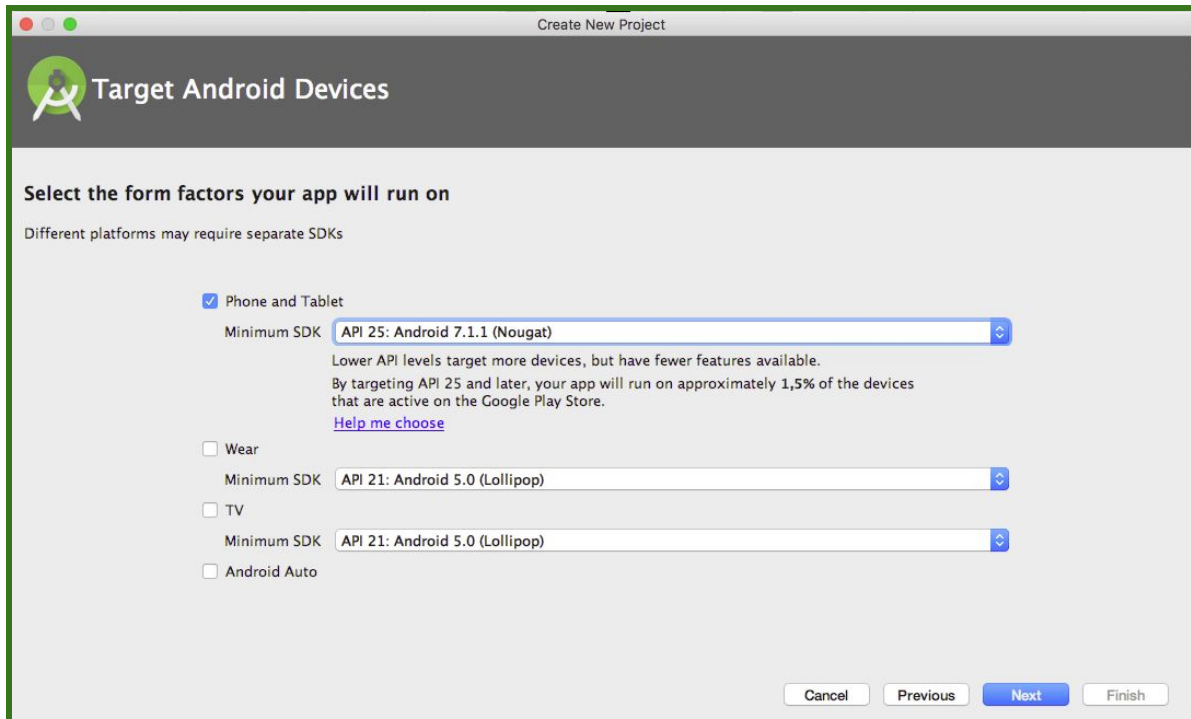 Create New Project
Target Android Devices
Select the form factors your app will run on
Different platforms may require separate SDKs
Phone and Tablet
Minimum SDK API 25: Android 7.1.1 (Nougat)
Lower API levels target more devices, but have fewer features available.
By targeting API 25 and later, your app will run on approximately 1,5% of the devices
that are active on the Google Play Store.
Help me choose
Wear
Minimum SDK API 21: Android 5.0 (Lollipop)
TV
Minimum SDK API 21: Android 5.0 (Lollipop)
Android Auto
Cancel Previous Next Finish